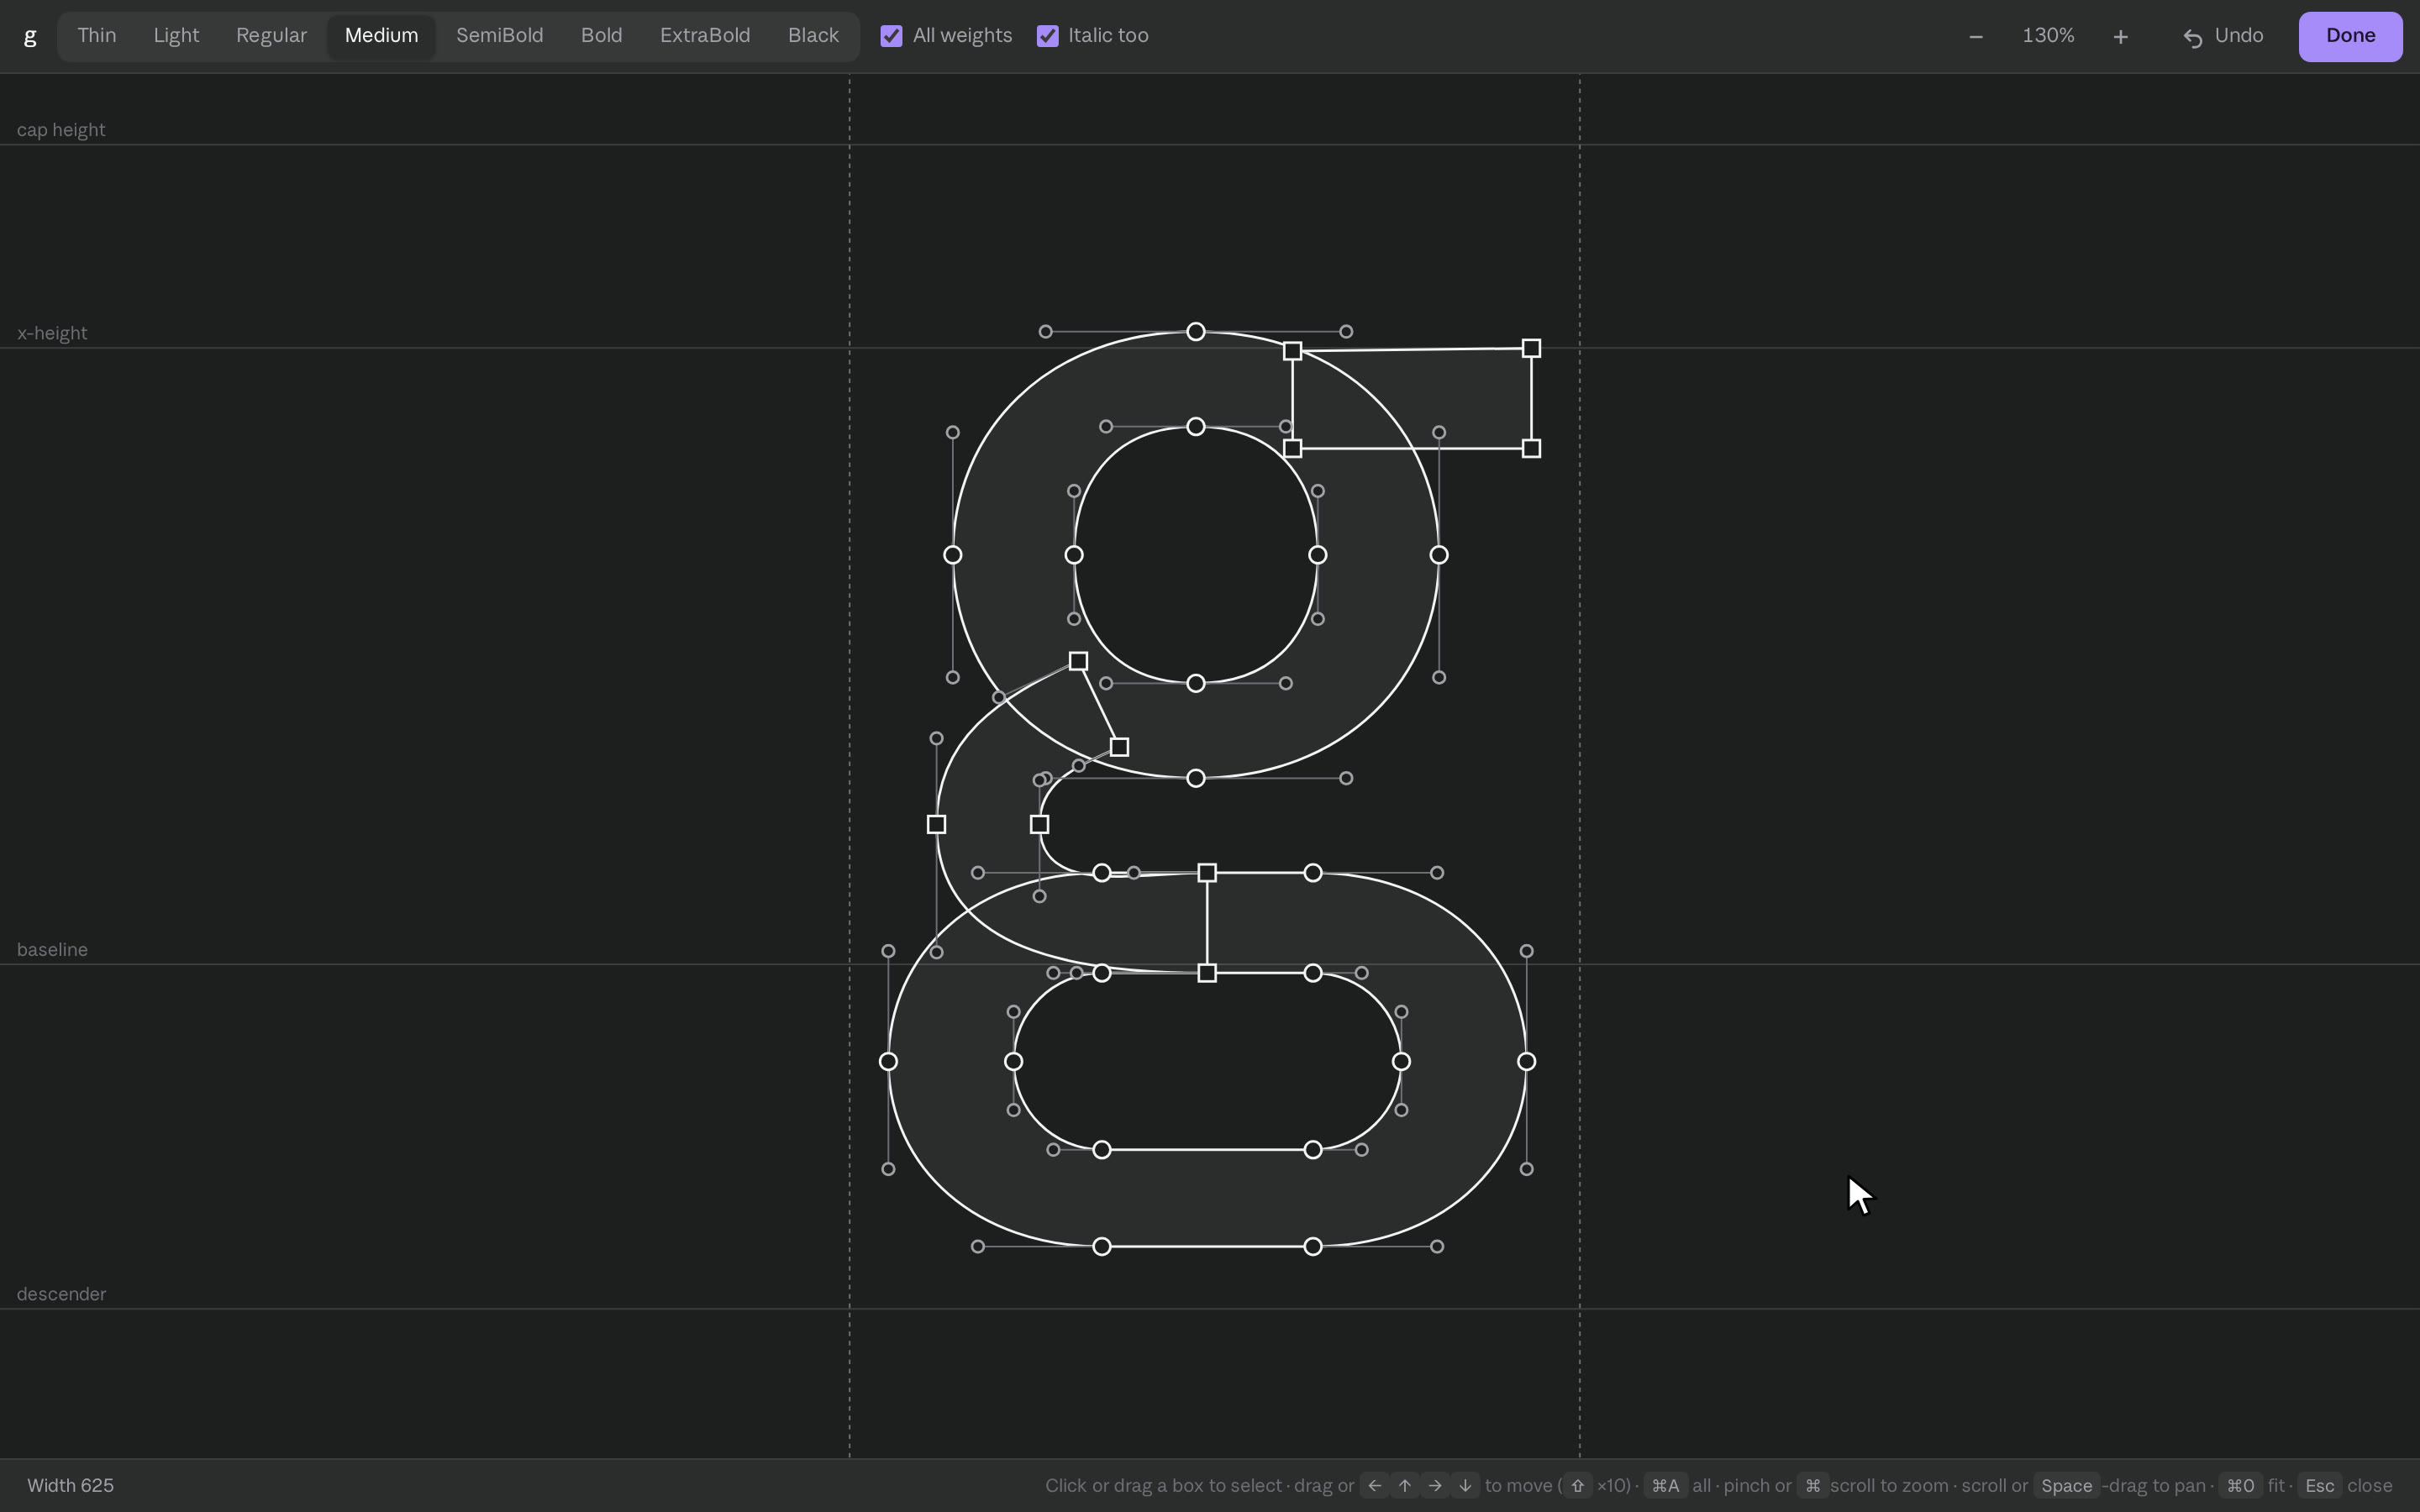 g Thin Light Regular Medium SemiBold Bold ExtraBold Black All weights Italic too − 130% + Undo Done
cap height
x-height
baseline
descender
Width 625 Click or drag a box to select · drag or ← ↑ → ↓ to move (⇧ ×10) · ⌘A all · pinch or ⌘ scroll to zoom · scroll or Space -drag to pan · ⌘0 fit · Esc close